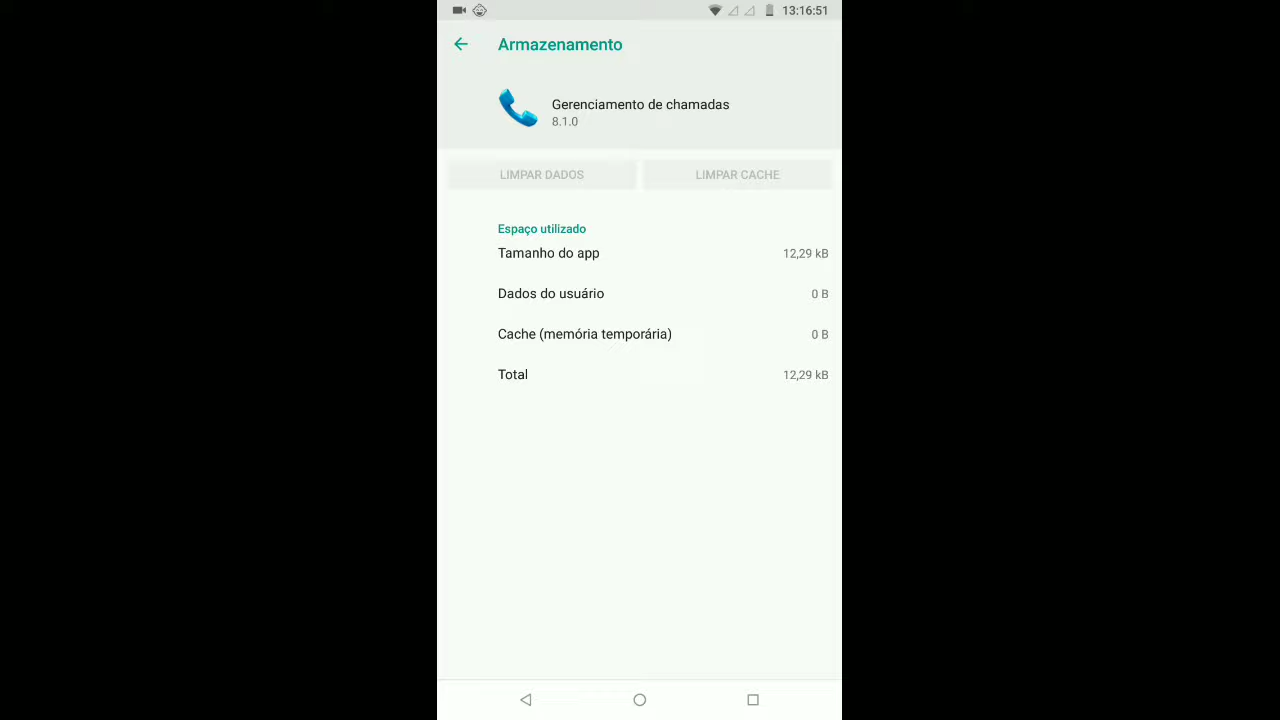 13:16:51
Armazenamento
Gerenciamento de chamadas
8.1.0
LIMPAR DADOS LIMPAR CACHE
Espaço utilizado
Tamanho do app 12,29 kB
Dados do usuário 0 B
Cache (memória temporária) 0 B
Total 12,29 kB